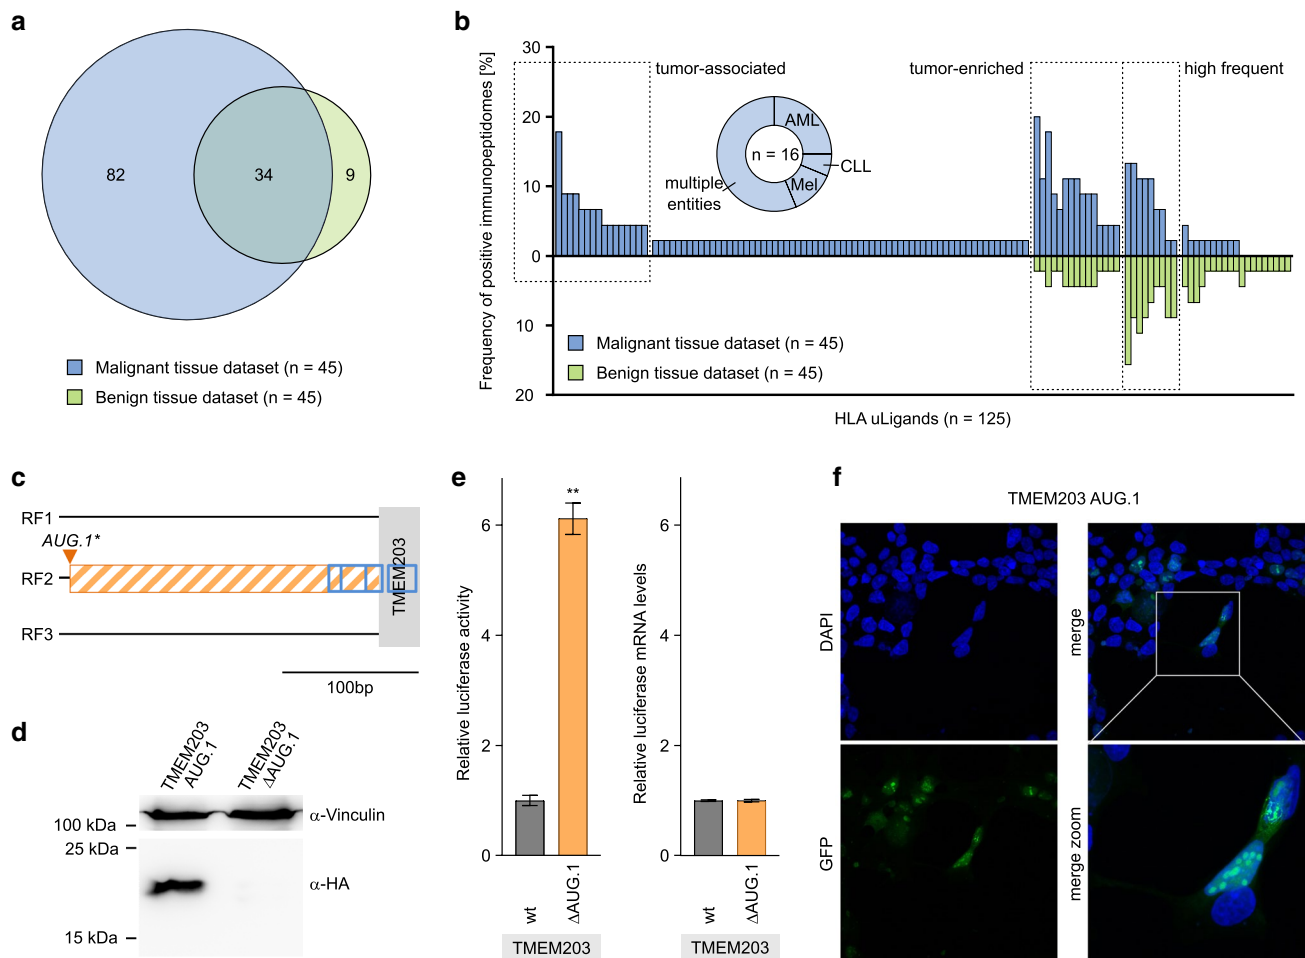 a
82
34
9
Malignant tissue dataset (n = 45)
Benign tissue dataset (n = 45)
b
Frequency of positive immunopeptidomes [%]
30
20
10
0
10
20
tumor-associated
tumor-enriched
high frequent
AML
n = 16
CLL
Mel
multiple
entities
Malignant tissue dataset (n = 45)
Benign tissue dataset (n = 45)
HLA uLigands (n = 125)
c
RF1
AUG.1*
RF2
RF3
TMEM203
100bp
d
TMEM203
AUG.1
TMEM203
ΔAUG.1
100 kDa
α-Vinculin
25 kDa
α-HA
15 kDa
e
Relative luciferase activity
6
4
2
0
**
wt
ΔAUG.1
TMEM203
Relative luciferase mRNA levels
6
4
2
0
wt
ΔAUG.1
TMEM203
f
TMEM203 AUG.1
DAPI
merge
GFP
merge zoom